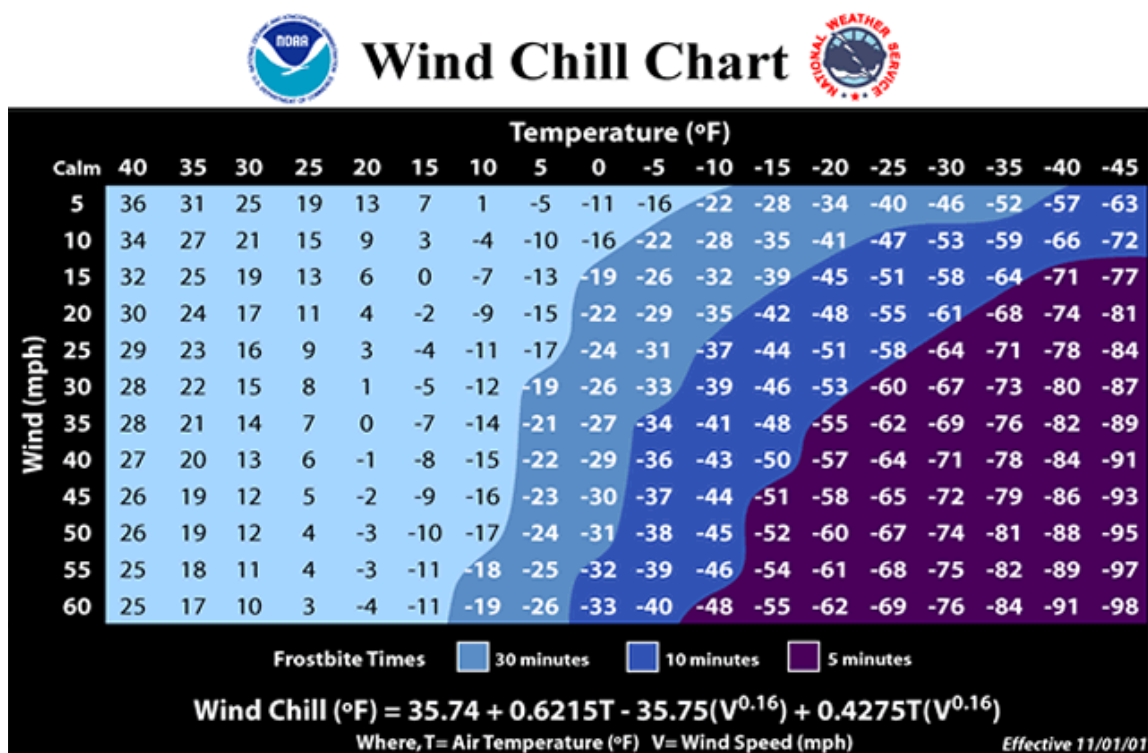 NATIONAL OCEANIC AND ATMOSPHERIC ADMINISTRATION
NOAA
U.S. DEPARTMENT OF COMMERCE
Wind Chill Chart
NATIONAL WEATHER SERVICE
Temperature (ºF)
Calm 40 35 30 25 20 15 10 5 0 -5 -10 -15 -20 -25 -30 -35 -40 -45
Wind (mph)
5 36 31 25 19 13 7 1 -5 -11 -16 -22 -28 -34 -40 -46 -52 -57 -63
10 34 27 21 15 9 3 -4 -10 -16 -22 -28 -35 -41 -47 -53 -59 -66 -72
15 32 25 19 13 6 0 -7 -13 -19 -26 -32 -39 -45 -51 -58 -64 -71 -77
20 30 24 17 11 4 -2 -9 -15 -22 -29 -35 -42 -48 -55 -61 -68 -74 -81
25 29 23 16 9 3 -4 -11 -17 -24 -31 -37 -44 -51 -58 -64 -71 -78 -84
30 28 22 15 8 1 -5 -12 -19 -26 -33 -39 -46 -53 -60 -67 -73 -80 -87
35 28 21 14 7 0 -7 -14 -21 -27 -34 -41 -48 -55 -62 -69 -76 -82 -89
40 27 20 13 6 -1 -8 -15 -22 -29 -36 -43 -50 -57 -64 -71 -78 -84 -91
45 26 19 12 5 -2 -9 -16 -23 -30 -37 -44 -51 -58 -65 -72 -79 -86 -93
50 26 19 12 4 -3 -10 -17 -24 -31 -38 -45 -52 -60 -67 -74 -81 -88 -95
55 25 18 11 4 -3 -11 -18 -25 -32 -39 -46 -54 -61 -68 -75 -82 -89 -97
60 25 17 10 3 -4 -11 -19 -26 -33 -40 -48 -55 -62 -69 -76 -84 -91 -98
Frostbite Times 30 minutes 10 minutes 5 minutes
Wind Chill (ºF) = 35.74 + 0.6215T - 35.75(V^0.16) + 0.4275T(V^0.16)
Where, T= Air Temperature (ºF) V= Wind Speed (mph)
Effective 11/01/01